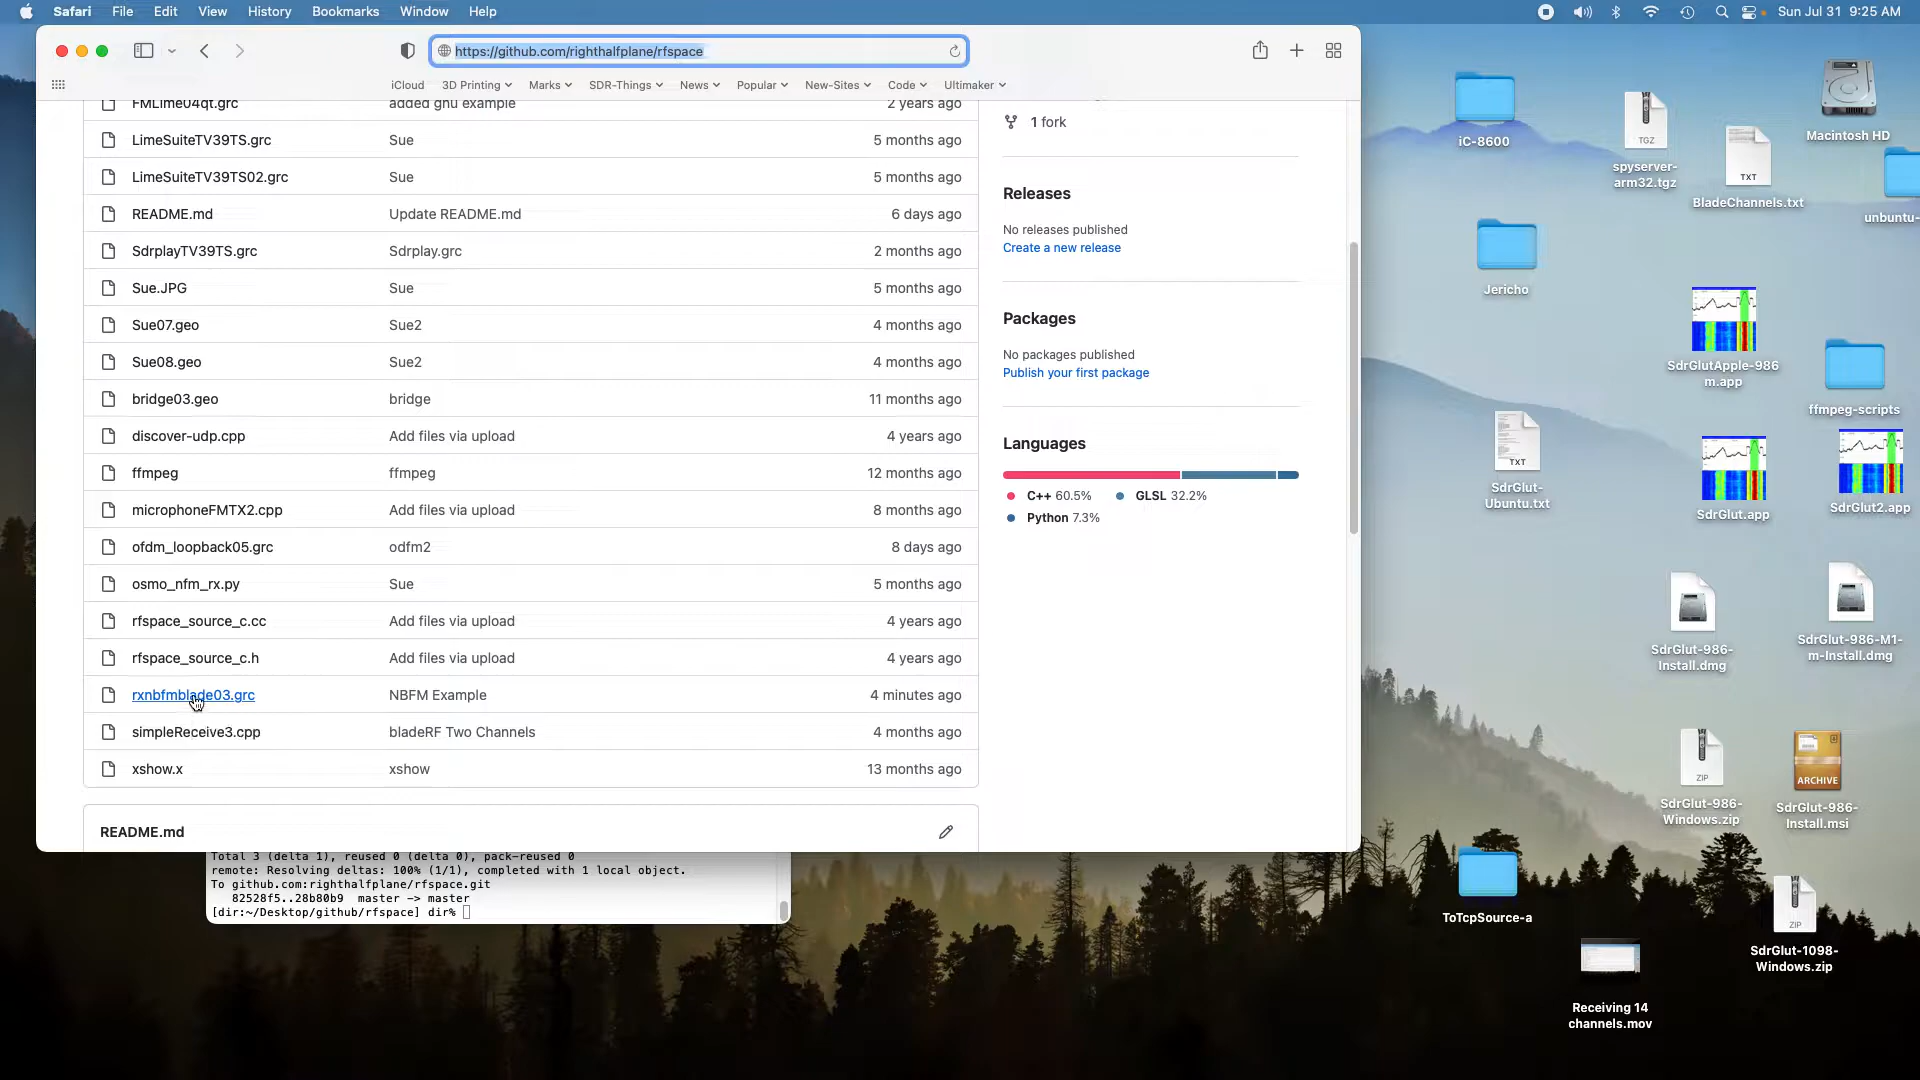 Safari File Edit View History Bookmarks Window Help
Sun Jul 31 9:25 AM
https://github.com/righthalfplane/rfspace
iCloud 3D Printing Marks SDR-Things News Popular New-Sites Code Ultimaker
FMLime04qt.grc added gnu example 2 years ago
LimeSuiteTV39TS.grc Sue 5 months ago
LimeSuiteTV39TS02.grc Sue 5 months ago
README.md Update README.md 6 days ago
SdrplayTV39TS.grc Sdrplay.grc 2 months ago
Sue.JPG Sue 5 months ago
Sue07.geo Sue2 4 months ago
Sue08.geo Sue2 4 months ago
bridge03.geo bridge 11 months ago
discover-udp.cpp Add files via upload 4 years ago
ffmpeg ffmpeg 12 months ago
microphoneFMTX2.cpp Add files via upload 8 months ago
ofdm_loopback05.grc odfm2 8 days ago
osmo_nfm_rx.py Sue 5 months ago
rfspace_source_c.cc Add files via upload 4 years ago
rfspace_source_c.h Add files via upload 4 years ago
rxnbfmblade03.grc NBFM Example 4 minutes ago
simpleReceive3.cpp bladeRF Two Channels 4 months ago
xshow.x xshow 13 months ago
README.md
1 fork
Releases
No releases published
Create a new release
Packages
No packages published
Publish your first package
Languages
C++ 60.5% GLSL 32.2%
Python 7.3%
Total 3 (delta 1), reused 0 (delta 0), pack-reused 0
remote: Resolving deltas: 100% (1/1), completed with 1 local object.
To github.com:righthalfplane/rfspace.git
82528f5..28b80b9 master -> master
[dir:~/Desktop/github/rfspace] dir%
iC-8600
TGZ
spyserver-
arm32.tgz
TXT
BladeChannels.txt
Macintosh HD
unbuntu-
Jericho
SdrGlutApple-986
m.app
ffmpeg-scripts
TXT
SdrGlut-
Ubuntu.txt
SdrGlut.app
SdrGlut2.app
SdrGlut-986-
Install.dmg
SdrGlut-986-M1-
m-Install.dmg
ZIP
SdrGlut-986-
Windows.zip
ARCHIVE
SdrGlut-986-
Install.msi
ToTcpSource-a
ZIP
SdrGlut-1098-
Windows.zip
Receiving 14
channels.mov